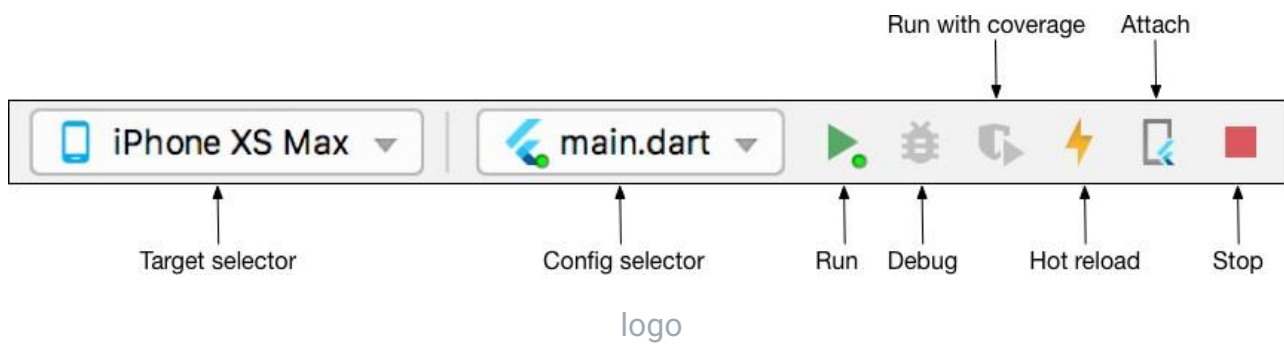 Run with coverage Attach
iPhone XS Max main.dart
Target selector Config selector Run Debug Hot reload Stop
logo